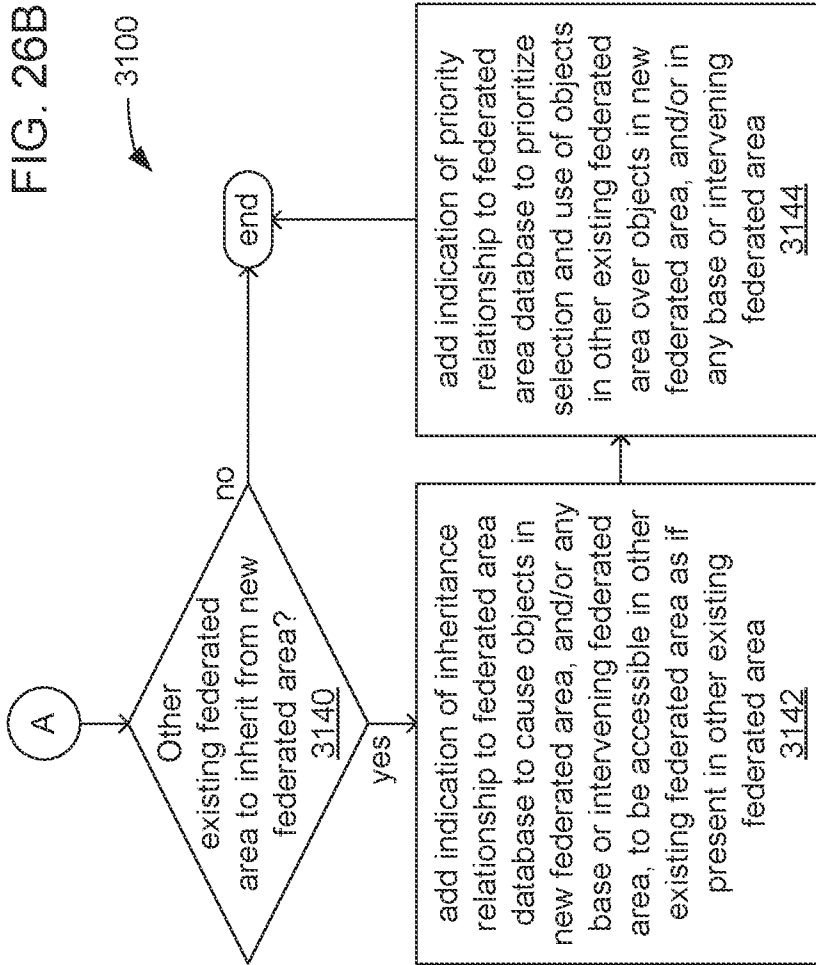 FIG. 26B
3100
A
Other
existing federated
area to inherit from new
federated area?
3140
no
end
yes
add indication of inheritance
relationship to federated area
database to cause objects in
new federated area, and/or any
base or intervening federated
area, to be accessible in other
existing federated area as if
present in other existing
federated area
3142
add indication of priority
relationship to federated
area database to prioritize
selection and use of objects
in other existing federated
area over objects in new
federated area, and/or in
any base or intervening
federated area
3144